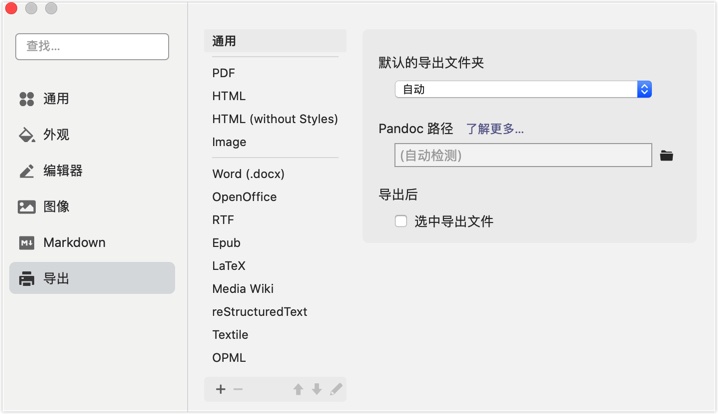 查找...
通用
外观
编辑器
图像
Markdown
导出
通用
PDF
HTML
HTML (without Styles)
Image
Word (.docx)
OpenOffice
RTF
Epub
LaTeX
Media Wiki
reStructuredText
Textile
OPML
默认的导出文件夹
自动
Pandoc 路径 了解更多...
(自动检测)
导出后
选中导出文件